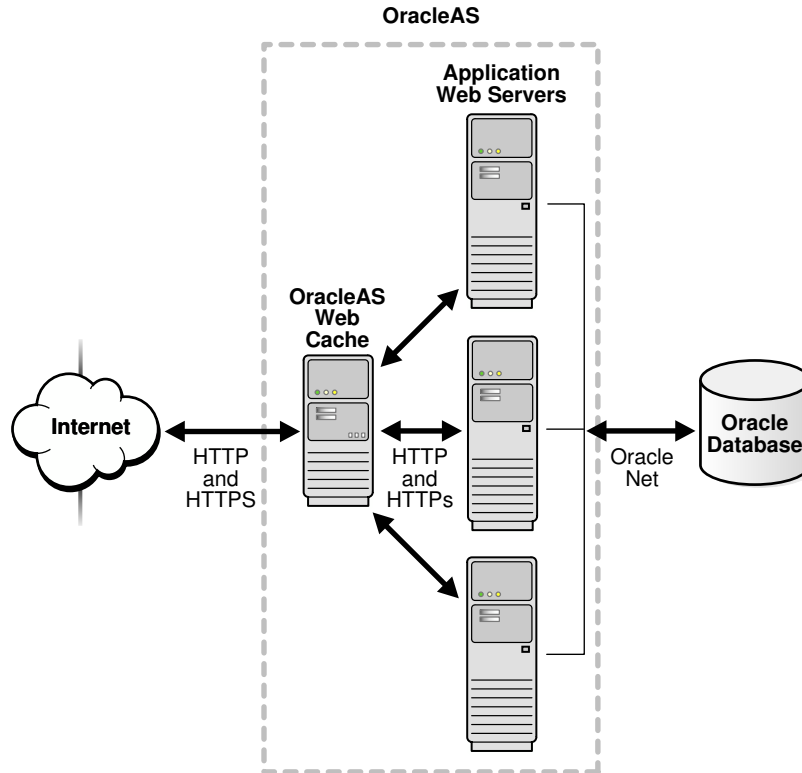 OracleAS
Application
Web Servers
OracleAS
Web
Cache
Internet
HTTP
and
HTTPS
HTTP
and
HTTPs
Oracle
Net
Oracle
Database